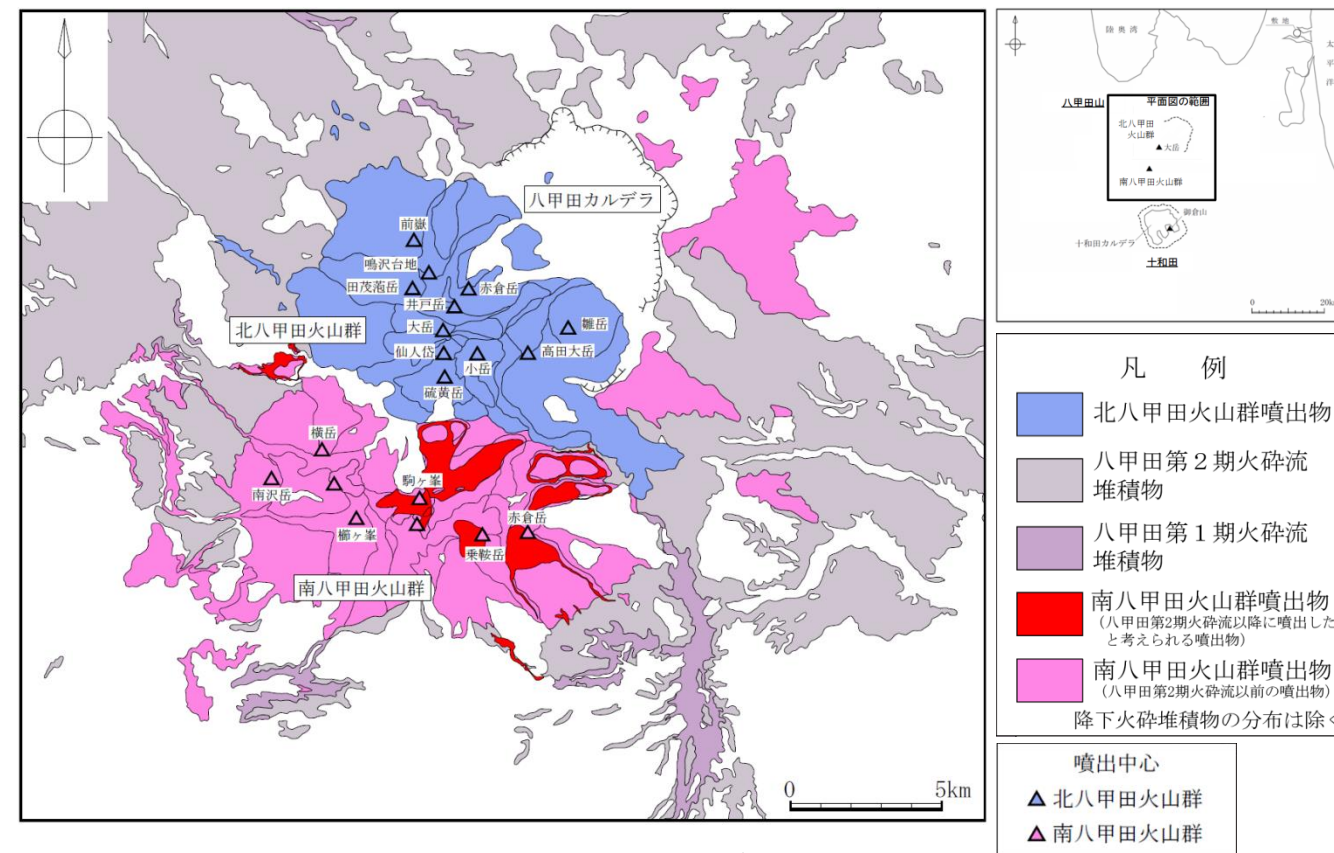 前嶽
鳴沢台地
田茂萢岳
赤倉岳
井戸岳
大岳
雛岳
仙人岱
小岳
高田大岳
硫黄岳
八甲田カルデラ
北八甲田火山群
横岳
南沢岳
駒ヶ峯
櫛ヶ峯
乗鞍岳
赤倉岳
南八甲田火山群
0
5km
陸奥湾
敷地
太
平
洋
八甲田山
平面図の範囲
北八甲田
火山群
大岳
南八甲田火山群
御倉山
十和田カルデラ
十和田
0
20k
凡 例
北八甲田火山群噴出物
八甲田第2期火砕流
堆積物
八甲田第1期火砕流
堆積物
南八甲田火山群噴出物
(八甲田第2期火砕流以降に噴出した
と考えられる噴出物)
南八甲田火山群噴出物
(八甲田第2期火砕流以前の噴出物)
降下火砕堆積物の分布は除く
噴出中心
北八甲田火山群
南八甲田火山群